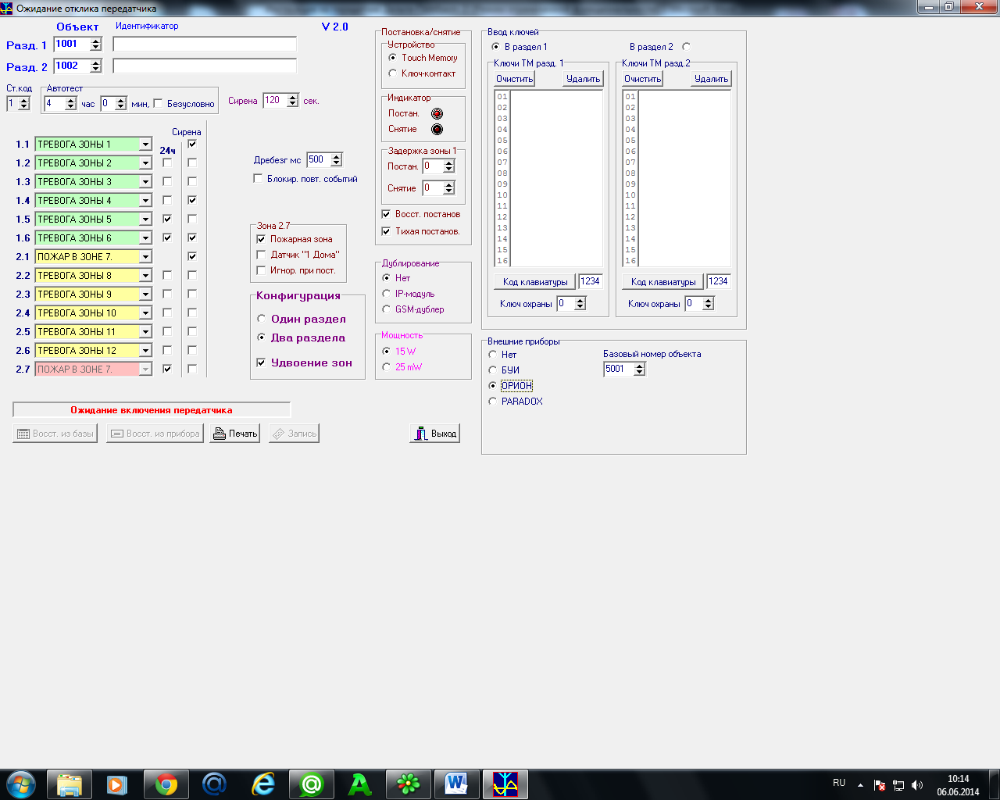 Ожидание отклика передатчика
Объект Идентификатор V 2.0
Разд. 1 1001
Разд. 2 1002
Ст.код Автотест
1 4 час 0 мин, Безусловно Сирена 120 сек.
Сирена
24ч
1.1 ТРЕВОГА ЗОНЫ 1
1.2 ТРЕВОГА ЗОНЫ 2
1.3 ТРЕВОГА ЗОНЫ 3
1.4 ТРЕВОГА ЗОНЫ 4
1.5 ТРЕВОГА ЗОНЫ 5
1.6 ТРЕВОГА ЗОНЫ 6
2.1 ПОЖАР В ЗОНЕ 7.
2.2 ТРЕВОГА ЗОНЫ 8
2.3 ТРЕВОГА ЗОНЫ 9
2.4 ТРЕВОГА ЗОНЫ 10
2.5 ТРЕВОГА ЗОНЫ 11
2.6 ТРЕВОГА ЗОНЫ 12
2.7 ПОЖАР В ЗОНЕ 7.
Дребезг мс 500
Блокир. повт. событий
Зона 2.7
Пожарная зона
Датчик "1 Дома"
Игнор. при пост.
Конфигурация
Один раздел
Два раздела
Удвоение зон
Постановка/снятие
Устройство
Touch Memory
Ключ-контакт
Индикатор
Постан.
Снятие
Задержка зоны 1
Постан. 0
Снятие 0
Восст. постанов
Тихая постанов.
Дублирование
Нет
IP-модуль
GSM-дублер
Мощность
15 W
25 mW
Ввод ключей
В раздел 1 В раздел 2
Ключи ТМ разд. 1
Очистить Удалить
01
02
03
04
05
06
07
08
09
10
11
12
13
14
15
16
Код клавиатуры 1234
Ключ охраны 0
Ключи ТМ разд.2
Очистить Удалить
01
02
03
04
05
06
07
08
09
10
11
12
13
14
15
16
Код клавиатуры 1234
Ключ охраны 0
Внешние приборы
Нет
БУИ
ОРИОН
PARADOX
Базовый номер объекта
5001
Ожидание включения передатчика
Восст. из базы Восст. из прибора Печать Запись Выход
RU 10:14
06.06.2014